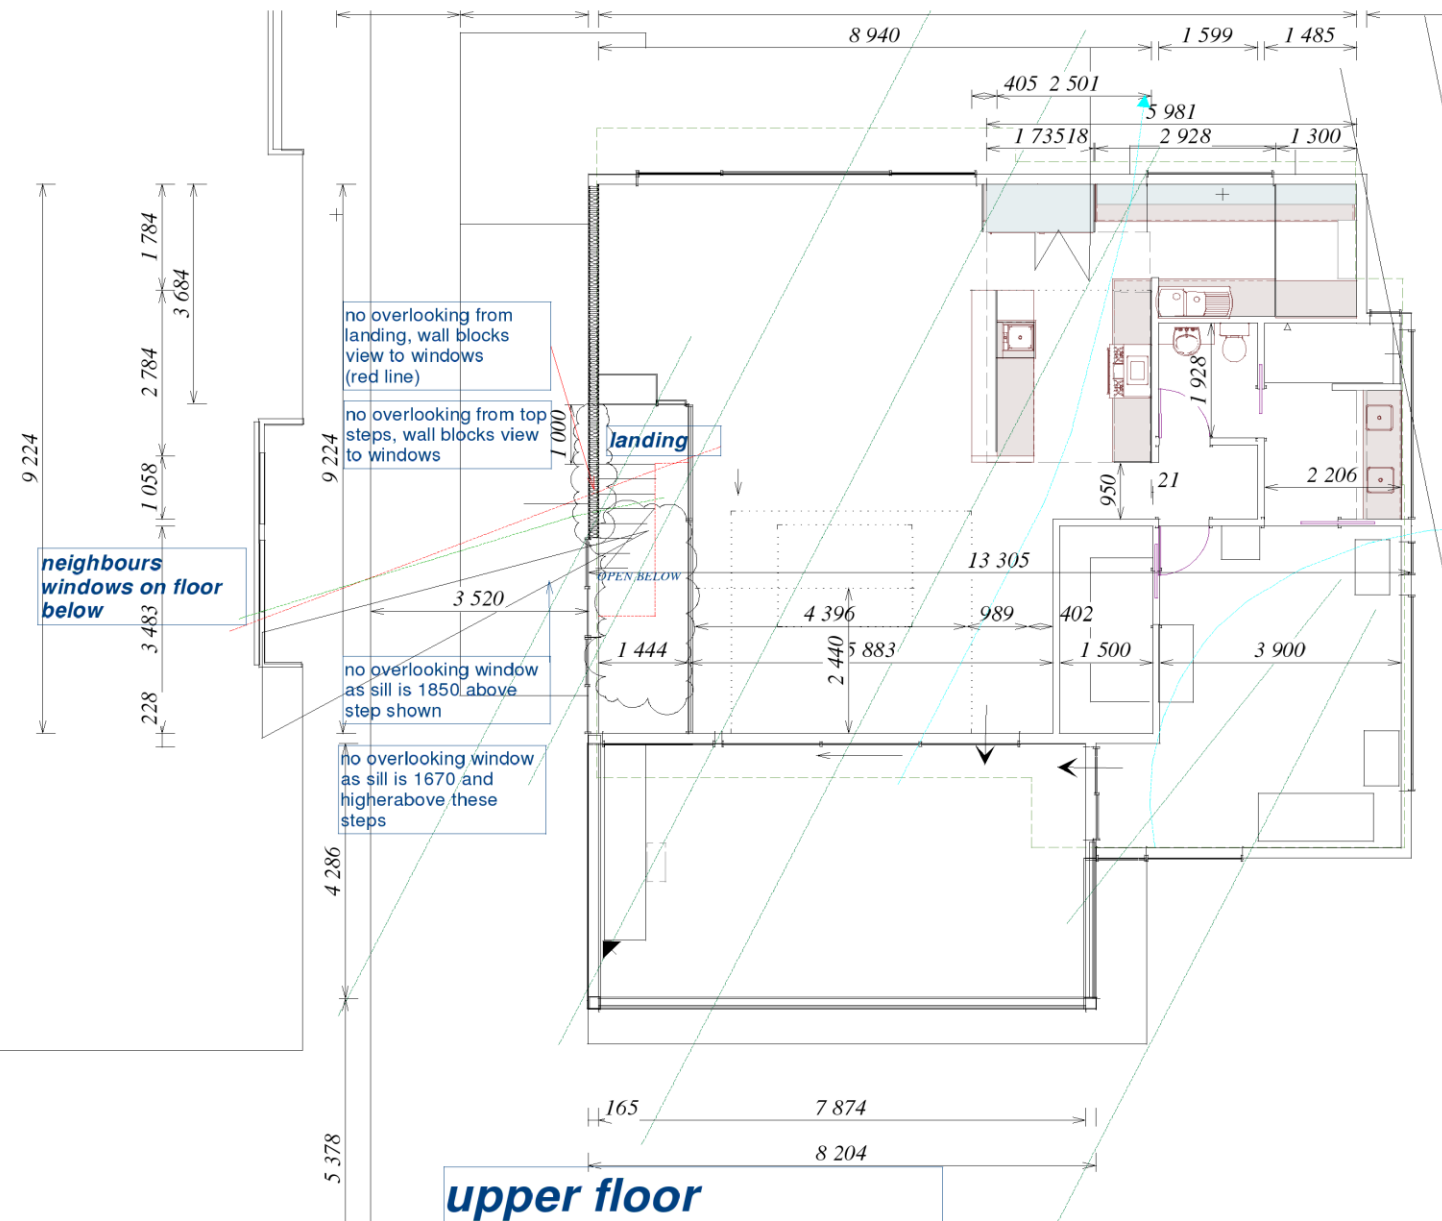 8 940
1 599
1 485
405
2 501
5 981
1 73518
2 928
1 300
1 784
3 684
2 784
9 224
1 058
3 483
228
9 224
no overlooking from
landing, wall blocks
view to windows
(red line)
no overlooking from top
steps, wall blocks view
to windows
1 000
landing
1 928
950
21
2 206
neighbours
windows on floor
below
OPEN BELOW
13 305
3 520
4 396
989
402
1 444
5 883
2 440
1 500
3 900
no overlooking window
as sill is 1850 above
step shown
no overlooking window
as sill is 1670 and
higherabove these
steps
4 286
165
7 874
5 378
8 204
upper floor